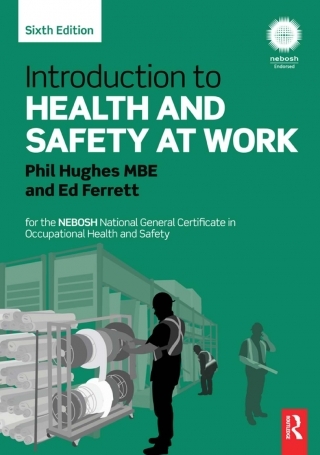 Sixth Edition
nebosh
Endorsed
Introduction to
HEALTH AND
SAFETY AT WORK
Phil Hughes MBE
and Ed Ferrett
for the NEBOSH National General Certificate in
Occupational Health and Safety
R
ROUTLEDGE